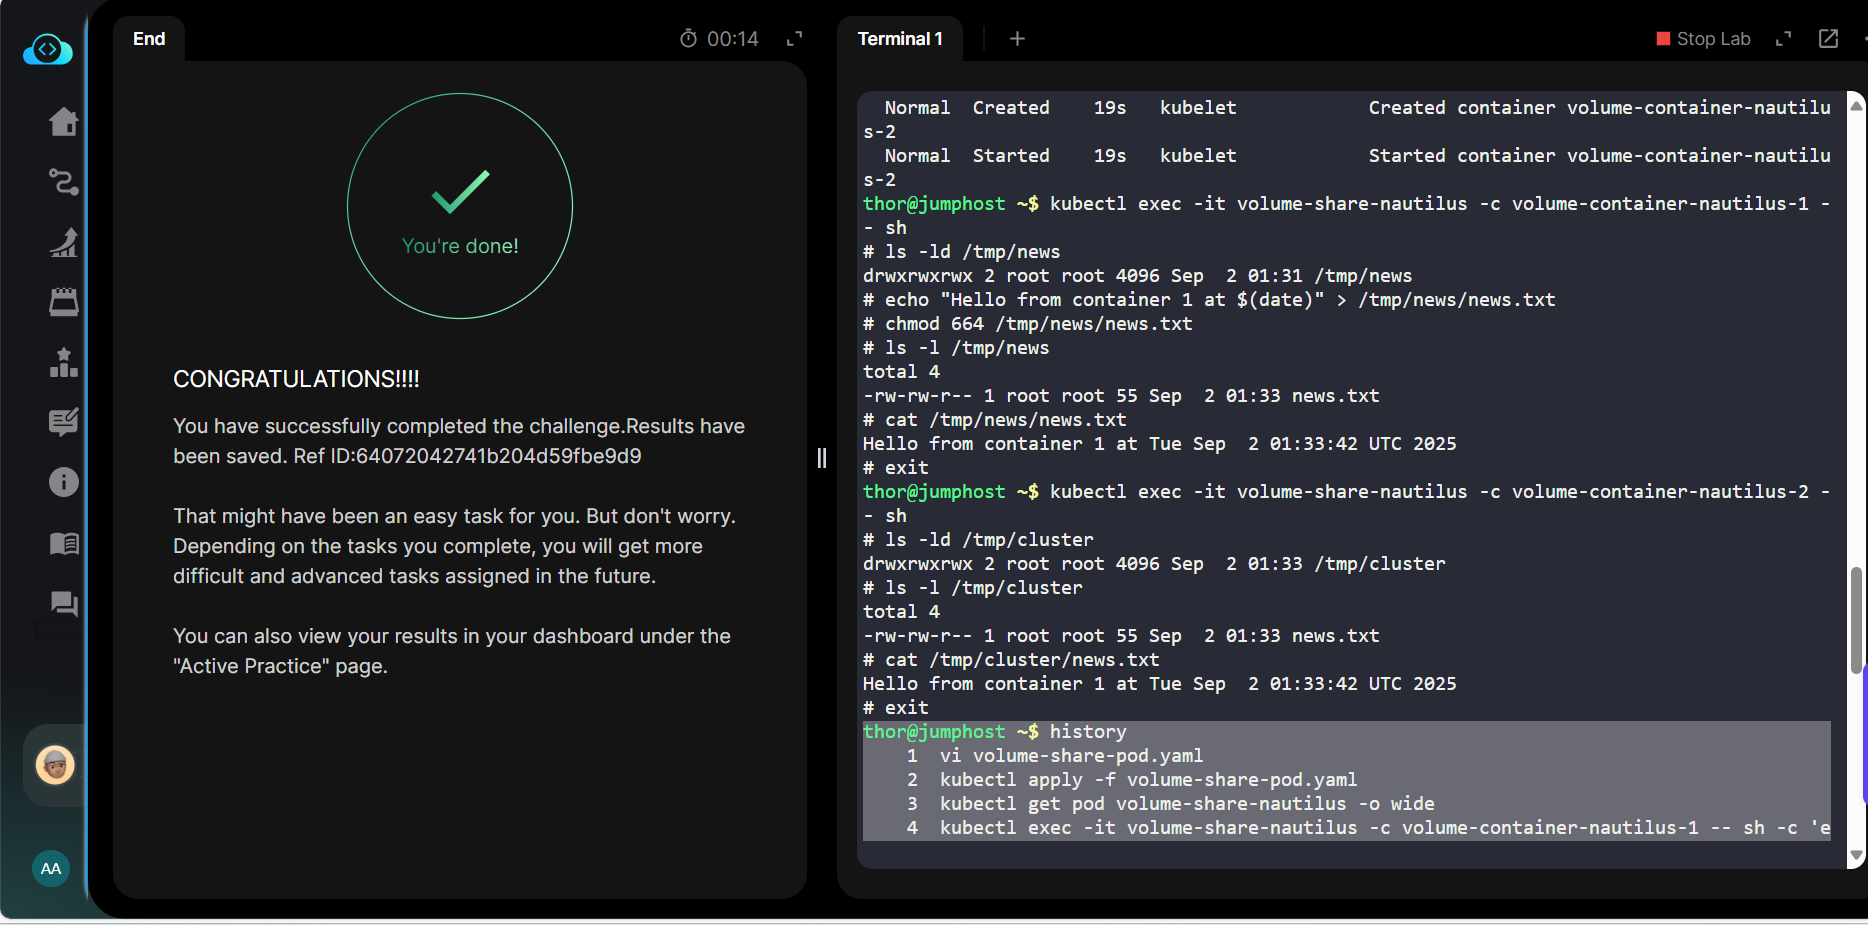 End
00:14
You're done!
CONGRATULATIONS!!!!
You have successfully completed the challenge.Results have
been saved. Ref ID:64072042741b204d59fbe9d9
That might have been an easy task for you. But don't worry.
Depending on the tasks you complete, you will get more
difficult and advanced tasks assigned in the future.
You can also view your results in your dashboard under the
"Active Practice" page.
AA
Terminal 1
+
Stop Lab
  Normal  Created    19s   kubelet            Created container volume-container-nautilu
s-2
  Normal  Started    19s   kubelet            Started container volume-container-nautilu
s-2
thor@jumphost ~$ kubectl exec -it volume-share-nautilus -c volume-container-nautilus-1 -
- sh
# ls -ld /tmp/news
drwxrwxrwx 2 root root 4096 Sep  2 01:31 /tmp/news
# echo "Hello from container 1 at $(date)" > /tmp/news/news.txt
# chmod 664 /tmp/news/news.txt
# ls -l /tmp/news
total 4
-rw-rw-r-- 1 root root 55 Sep  2 01:33 news.txt
# cat /tmp/news/news.txt
Hello from container 1 at Tue Sep  2 01:33:42 UTC 2025
# exit
thor@jumphost ~$ kubectl exec -it volume-share-nautilus -c volume-container-nautilus-2 -
- sh
# ls -ld /tmp/cluster
drwxrwxrwx 2 root root 4096 Sep  2 01:33 /tmp/cluster
# ls -l /tmp/cluster
total 4
-rw-rw-r-- 1 root root 55 Sep  2 01:33 news.txt
# cat /tmp/cluster/news.txt
Hello from container 1 at Tue Sep  2 01:33:42 UTC 2025
# exit
thor@jumphost ~$ history
    1  vi volume-share-pod.yaml
    2  kubectl apply -f volume-share-pod.yaml
    3  kubectl get pod volume-share-nautilus -o wide
    4  kubectl exec -it volume-share-nautilus -c volume-container-nautilus-1 -- sh -c 'e